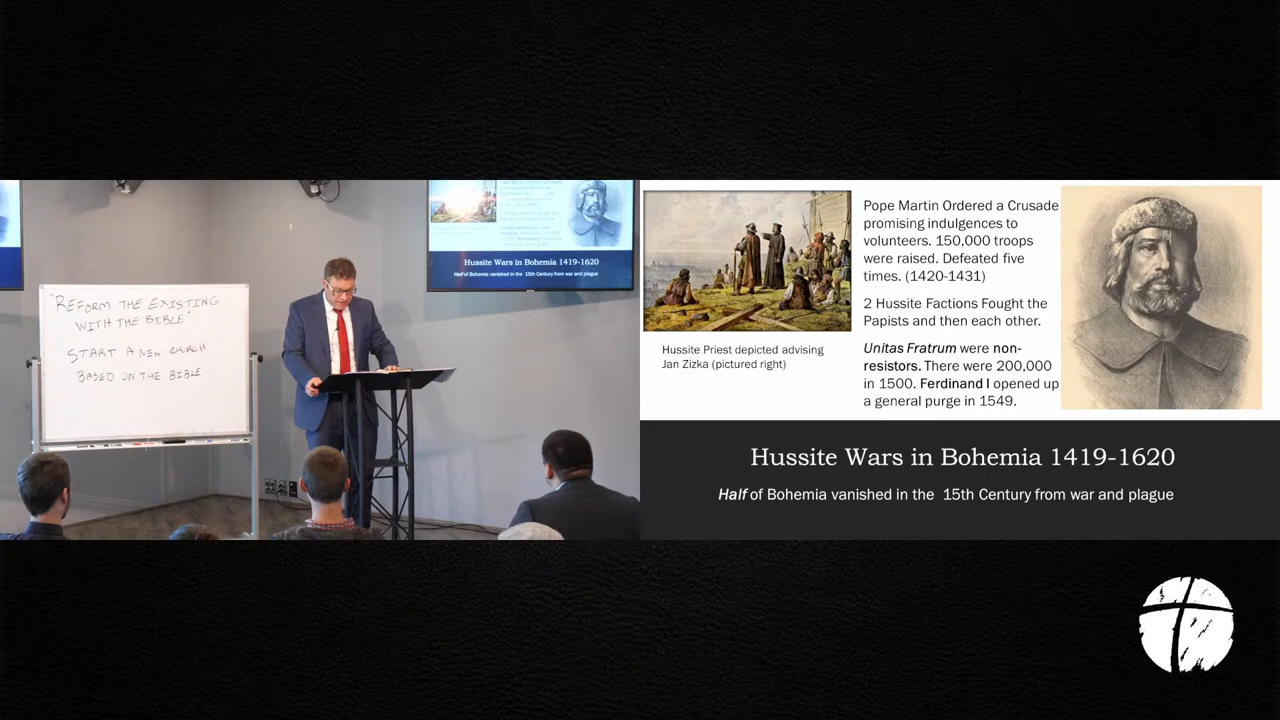 "REFORM THE EXISTING
WITH THE BIBLE"
START A NEW CHURCH
BASED ON THE BIBLE
Hussite Wars in Bohemia 1419-1620
Half of Bohemia vanished in the 15th Century from war and plague
Hussite Priest depicted advising
Jan Zizka (pictured right)
Pope Martin Ordered a Crusade
promising indulgences to
volunteers. 150,000 troops
were raised. Defeated five
times. (1420-1431)
2 Hussite Factions Fought the
Papists and then each other.
Unitas Fratrum were non-
resistors. There were 200,000
in 1500. Ferdinand I opened up
a general purge in 1549.
Hussite Wars in Bohemia 1419-1620
Half of Bohemia vanished in the 15th Century from war and plague